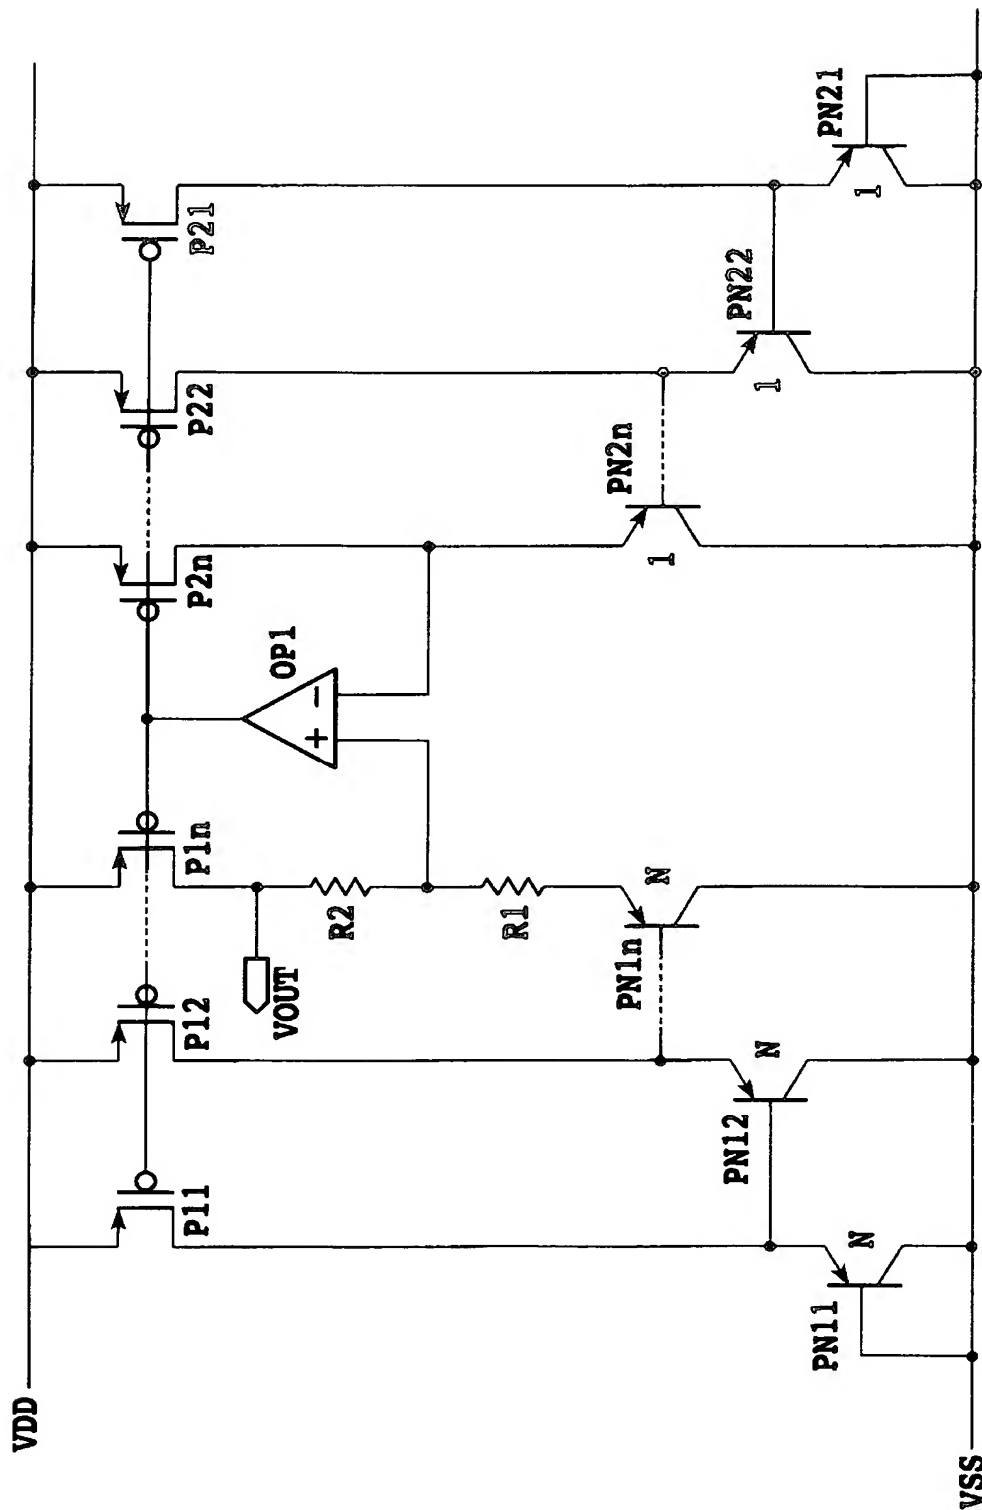 VDD
P11
P12
P1n
P2n
P22
P21
OP1
+
−
VOUT
R2
R1
PN11
N
PN12
N
PN1n
N
PN2n
1
PN22
1
PN21
1
VSS